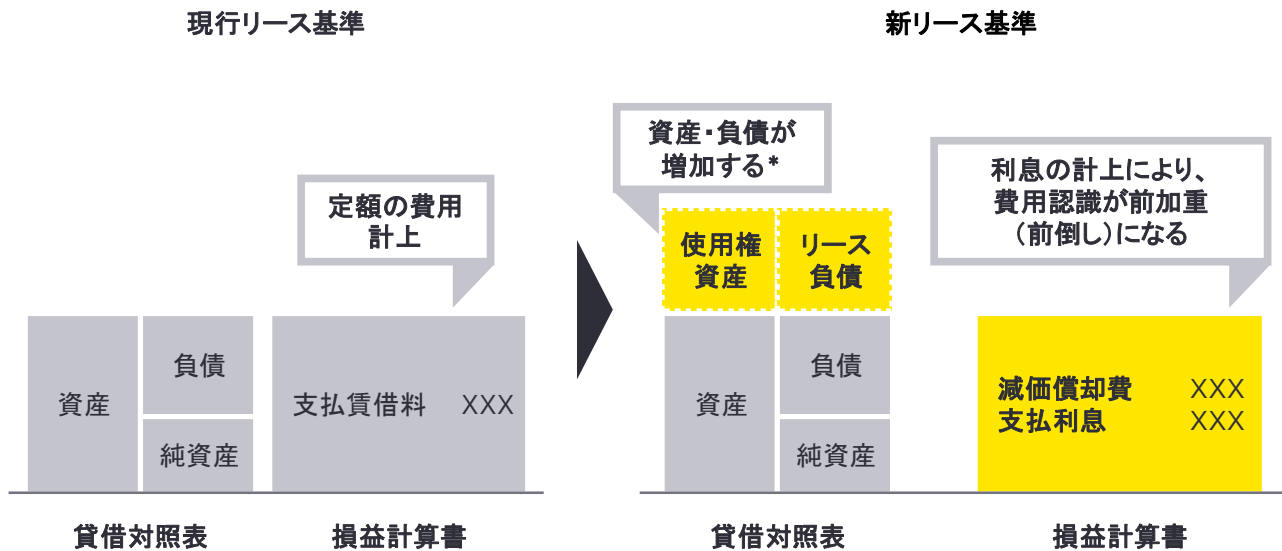 現行リース基準
定額の費用
計上
資産
負債
純資産
支払賃借料 XXX
貸借対照表
損益計算書
新リース基準
資産・負債が
増加する*
利息の計上により、
費用認識が前加重
（前倒し）になる
使用権
資産
リース
負債
資産
負債
純資産
減価償却費 XXX
支払利息 XXX
貸借対照表
損益計算書